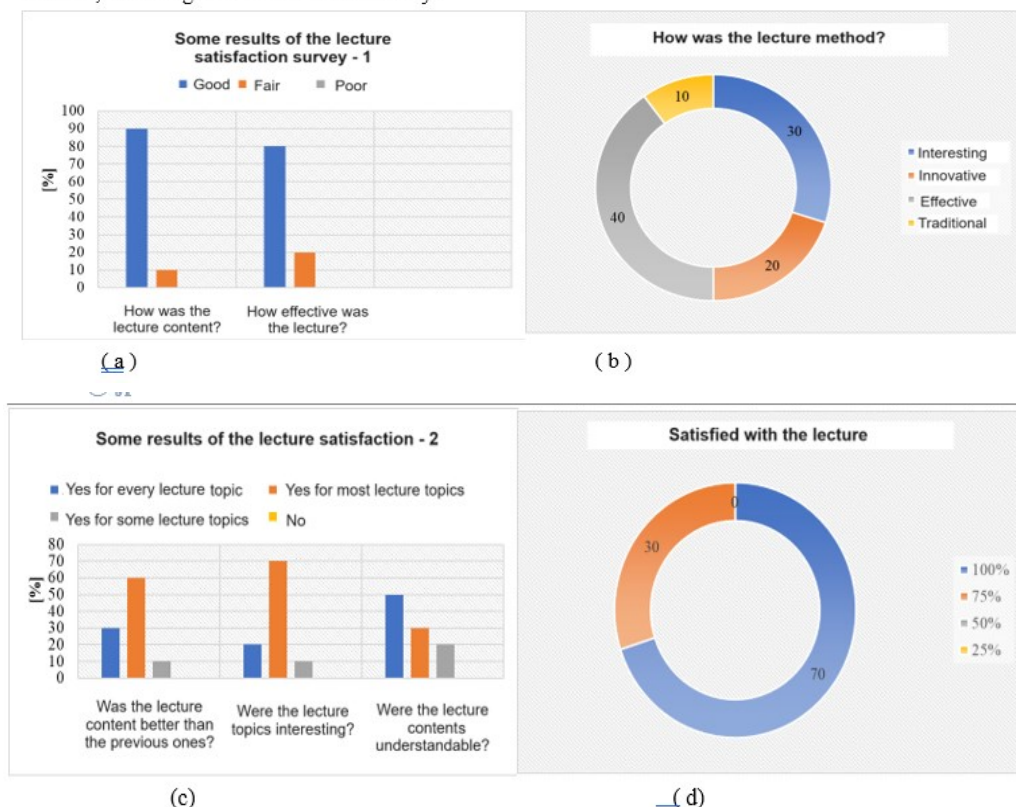 Some results of the lecture
satisfaction survey - 1
Good Fair Poor
100
90
80
70
60
50
40
30
20
10
0
[%]
How was the
lecture content?
How effective was
the lecture?
( a )
How was the lecture method?
10
30
40
20
Interesting
Innovative
Effective
Traditional
( b )
Some results of the lecture satisfaction - 2
Yes for every lecture topic Yes for most lecture topics
Yes for some lecture topics No
80
70
60
50
40
30
20
10
0
[%]
Was the lecture
content better than
the previous ones?
Were the lecture
topics interesting?
Were the lecture
contents
understandable?
(c)
Satisfied with the lecture
0
30
70
100%
75%
50%
25%
( d)